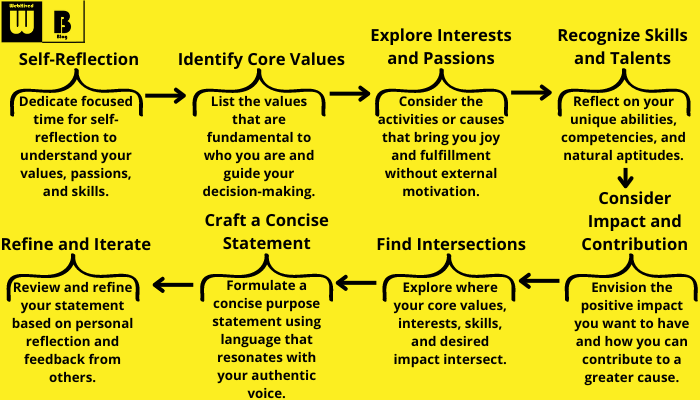 WebHired
W
B
Blog
Self-Reflection
Dedicate focused
time for self-
reflection to
understand your
values, passions,
and skills.
Identify Core Values
List the values
that are
fundamental to
who you are and
guide your
decision-making.
Explore Interests
and Passions
Consider the
activities or causes
that bring you joy
and fulfillment
without external
motivation.
Recognize Skills
and Talents
Reflect on your
unique abilities,
competencies, and
natural aptitudes.
Consider
Impact and
Contribution
Envision the
positive impact
you want to have
and how you can
contribute to a
greater cause.
Find Intersections
Explore where
your core values,
interests, skills,
and desired
impact intersect.
Craft a Concise
Statement
Formulate a
concise purpose
statement using
language that
resonates with
your authentic
voice.
Refine and Iterate
Review and refine
your statement
based on personal
reflection and
feedback from
others.